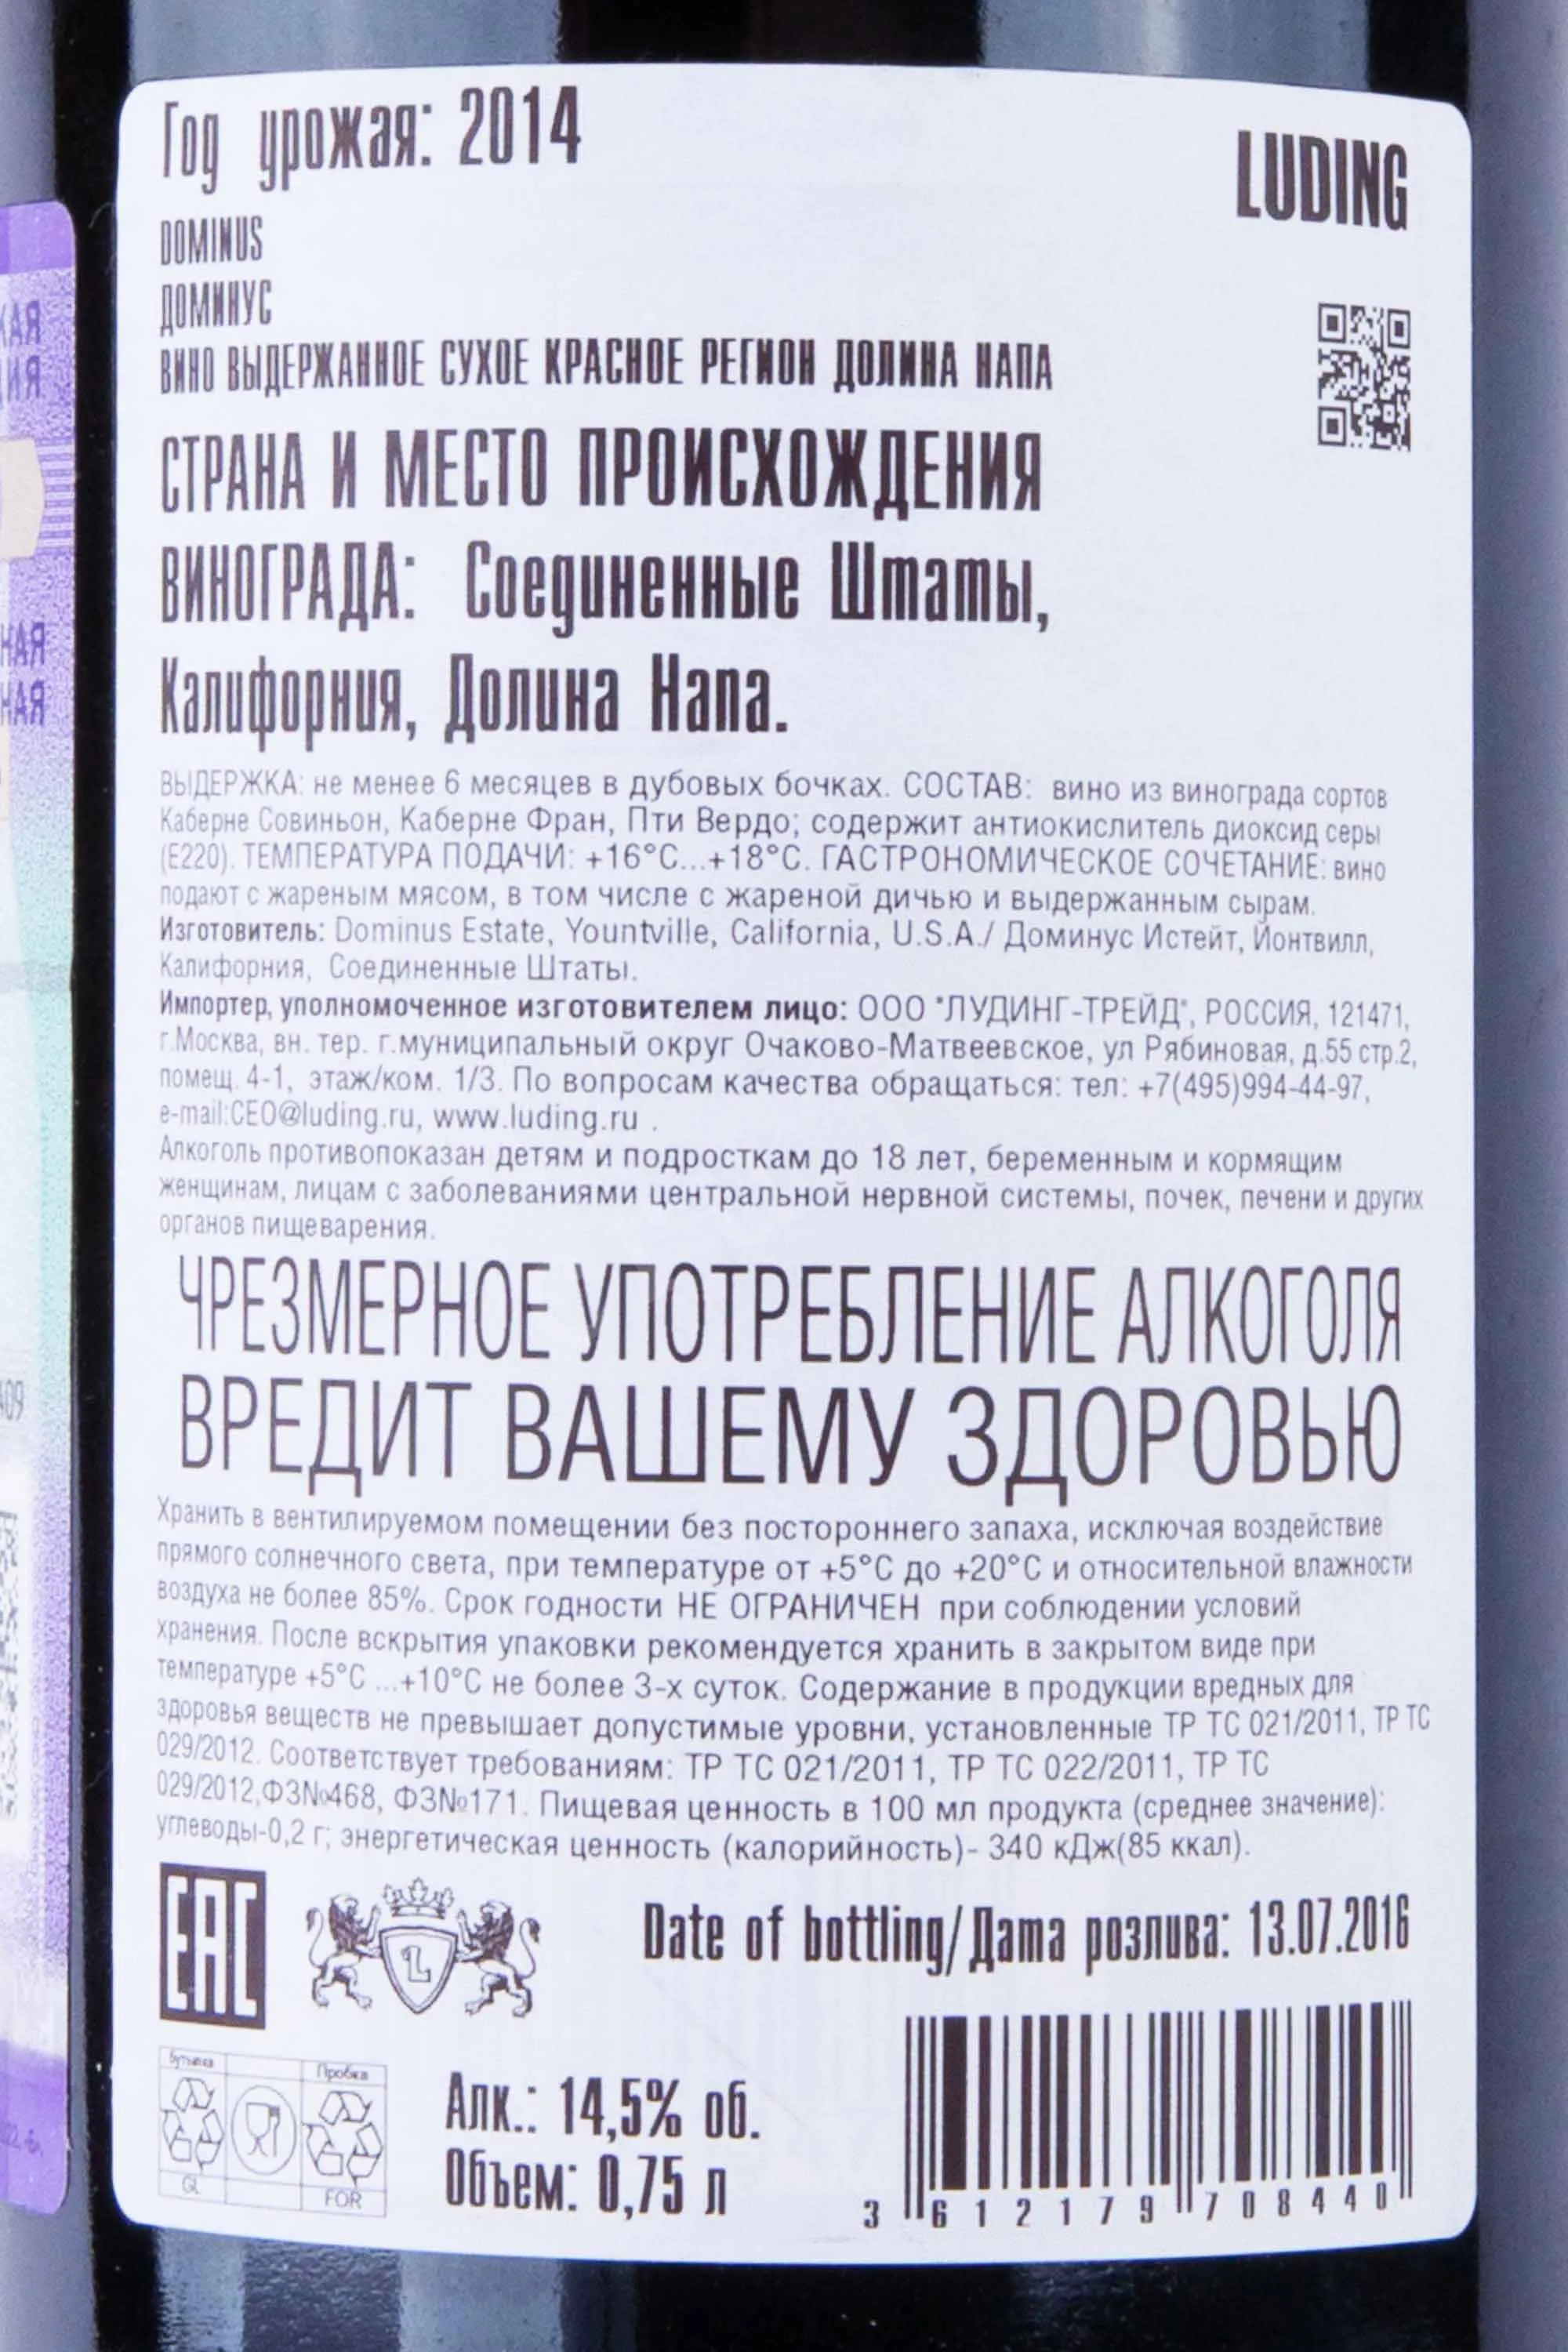 Год урожая: 2014
LUDING
DOMINUS
ДОМИНУС
ВИНО ВЫДЕРЖАННОЕ СУХОЕ КРАСНОЕ РЕГИОН ДОЛИНА НАПА
СТРАНА И МЕСТО ПРОИСХОЖДЕНИЯ
ВИНОГРАДА: Соединенные Штаты,
Калифорния, Долина Напа.
ВЫДЕРЖКА: не менее 6 месяцев в дубовых бочках. СОСТАВ: вино из винограда сортов
Каберне Совиньон, Каберне Фран, Пти Вердо; содержит антиокислитель диоксид серы
(Е220). ТЕМПЕРАТУРА ПОДАЧИ: +16°С...+18°С. ГАСТРОНОМИЧЕСКОЕ СОЧЕТАНИЕ: вино
подают с жареным мясом, в том числе с жареной дичью и выдержанным сырам.
Изготовитель: Dominus Estate, Yountville, California, U.S.A./ Доминус Истейт, Йонтвилл,
Калифорния, Соединенные Штаты.
Импортер, уполномоченное изготовителем лицо: ООО "ЛУДИНГ-ТРЕЙД", РОССИЯ, 121471,
г.Москва, вн. тер. г.муниципальный округ Очаково-Матвеевское, ул Рябиновая, д.55 стр.2,
помещ. 4-1, этаж/ком. 1/3. По вопросам качества обращаться: тел: +7(495)994-44-97,
e-mail:CEO@luding.ru, www.luding.ru .
Алкоголь противопоказан детям и подросткам до 18 лет, беременным и кормящим
женщинам, лицам с заболеваниями центральной нервной системы, почек, печени и других
органов пищеварения.
ЧРЕЗМЕРНОЕ УПОТРЕБЛЕНИЕ АЛКОГОЛЯ
ВРЕДИТ ВАШЕМУ ЗДОРОВЬЮ
Хранить в вентилируемом помещении без постороннего запаха, исключая воздействие
прямого солнечного света, при температуре от +5°С до +20°С и относительной влажности
воздуха не более 85%. Срок годности НЕ ОГРАНИЧЕН при соблюдении условий
хранения. После вскрытия упаковки рекомендуется хранить в закрытом виде при
температуре +5°С ...+10°С не более 3-х суток. Содержание в продукции вредных для
здоровья веществ не превышает допустимые уровни, установленные ТР ТС 021/2011, ТР ТС
029/2012. Соответствует требованиям: ТР ТС 021/2011, ТР ТС 022/2011, ТР ТС
029/2012,ФЗ№468, ФЗ№171. Пищевая ценность в 100 мл продукта (среднее значение):
углеводы-0,2 г; энергетическая ценность (калорийность)- 340 кДж(85 ккал).
EAC
L
Date of bottling/Дата розлива: 13.07.2016
Бутылка
Пробка
GL
FOR
Алк.: 14,5% об.
Объем: 0,75 л
3 612179 708440